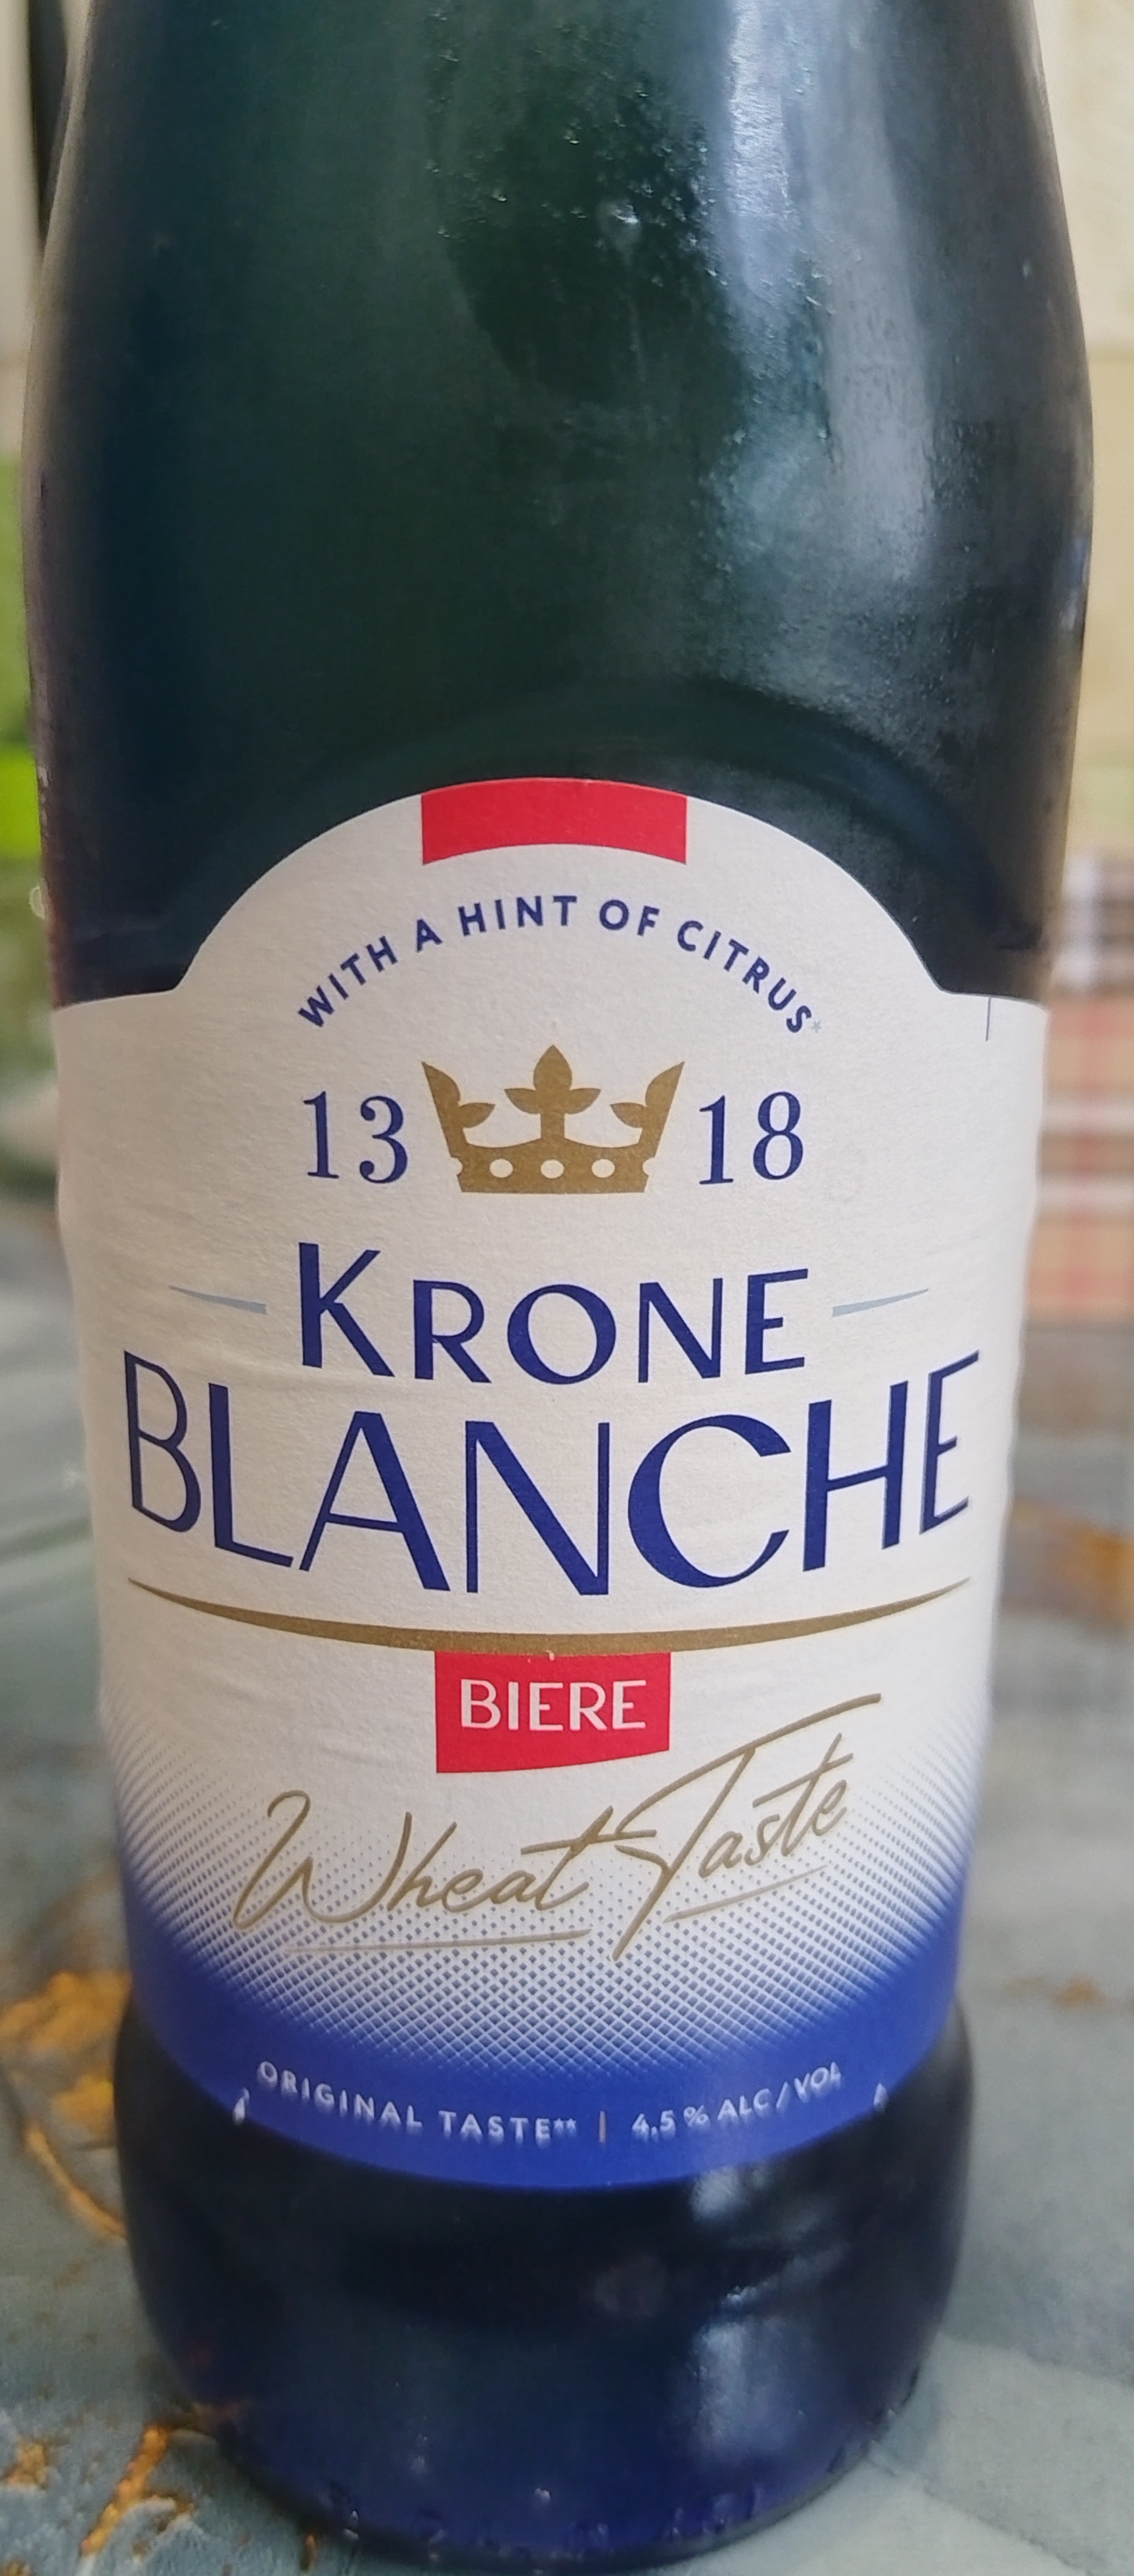 WITH A HINT OF CITRUS*
13 18
KRONE
BLANCHE
BIERE
Wheat Taste
ORIGINAL TASTE** | 4,5 % ALC / VOL